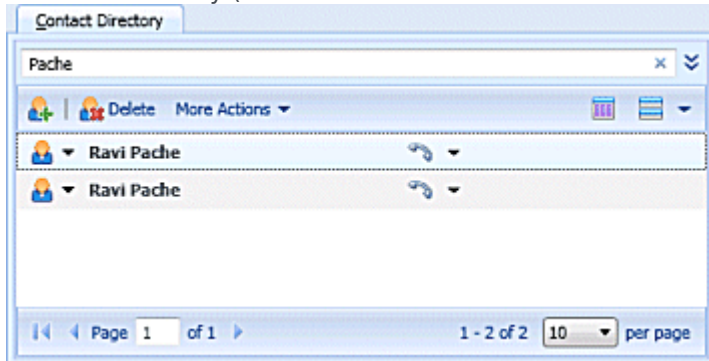 Contact Directory
Pache
Delete More Actions
Ravi Pache
Ravi Pache
Page 1 of 1 1 - 2 of 2 10 per page